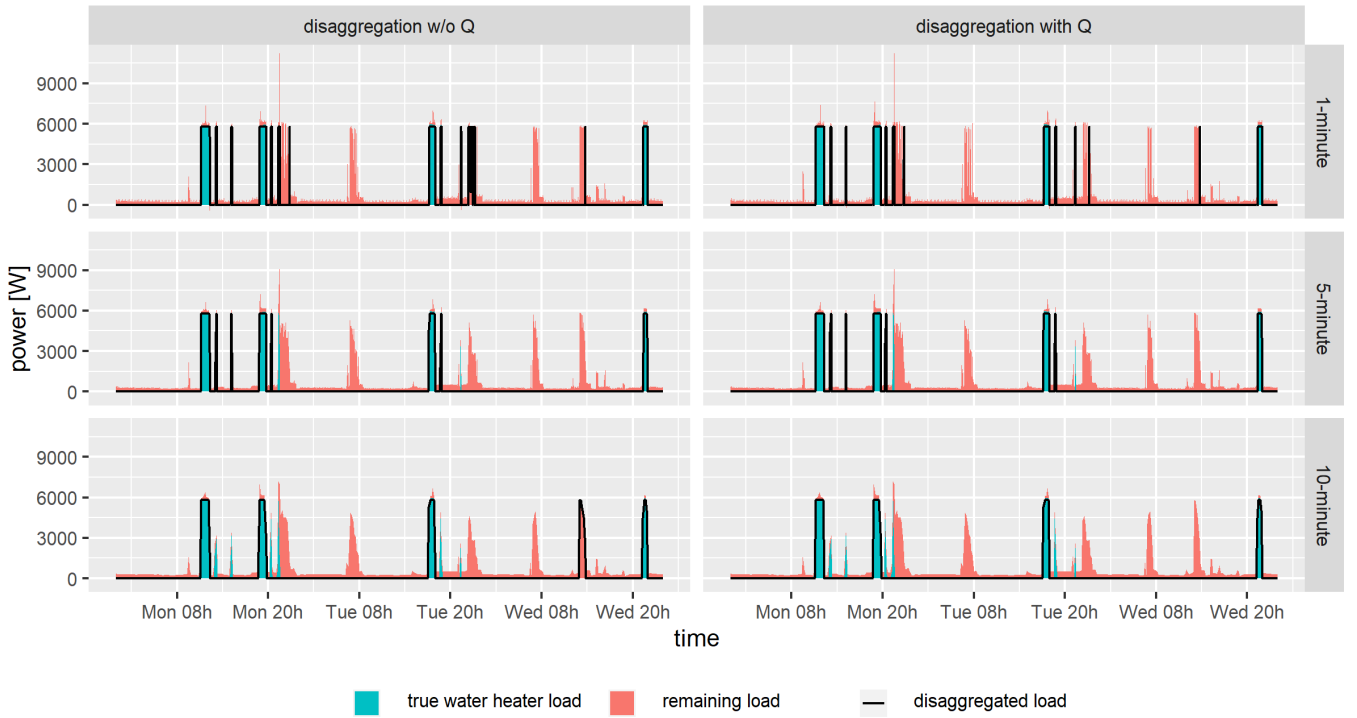 disaggregation w/o Q
disaggregation with Q
power [W]
9000
6000
3000
0
1-minute
9000
6000
3000
0
5-minute
9000
6000
3000
0
10-minute
Mon 08h Mon 20h Tue 08h Tue 20h Wed 08h Wed 20h
Mon 08h Mon 20h Tue 08h Tue 20h Wed 08h Wed 20h
time
true water heater load
remaining load
disaggregated load